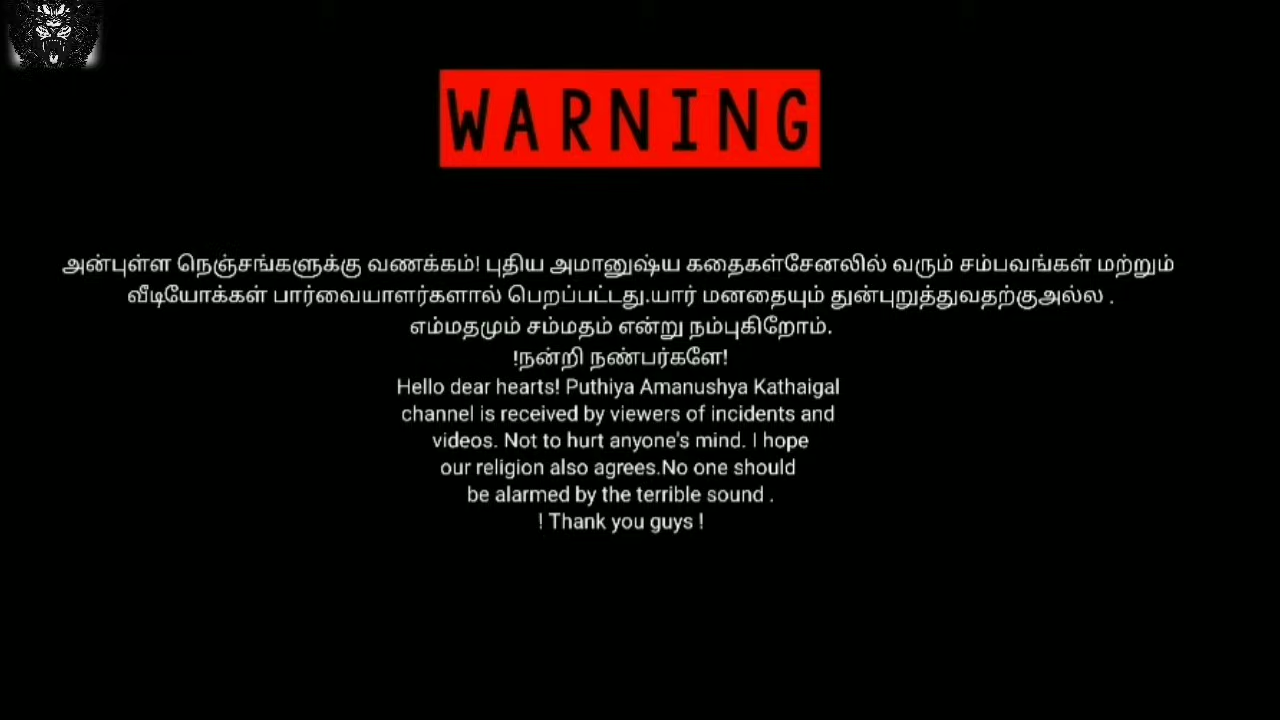 WARNING
அன்புள்ள நெஞ்சங்களுக்கு வணக்கம்! புதிய அமானுஷ்ய கதைகள்சேனலில் வரும் சம்பவங்கள் மற்றும்
வீடியோக்கள் பார்வையாளர்களால் பெறப்பட்டது.யார் மனதையும் துன்புறுத்துவதற்குஅல்ல .
எம்மதமும் சம்மதம் என்று நம்புகிறோம்.
!நன்றி நண்பர்களே!
Hello dear hearts! Puthiya Amanushya Kathaigal
channel is received by viewers of incidents and
videos. Not to hurt anyone's mind. I hope
our religion also agrees.No one should
be alarmed by the terrible sound .
! Thank you guys !